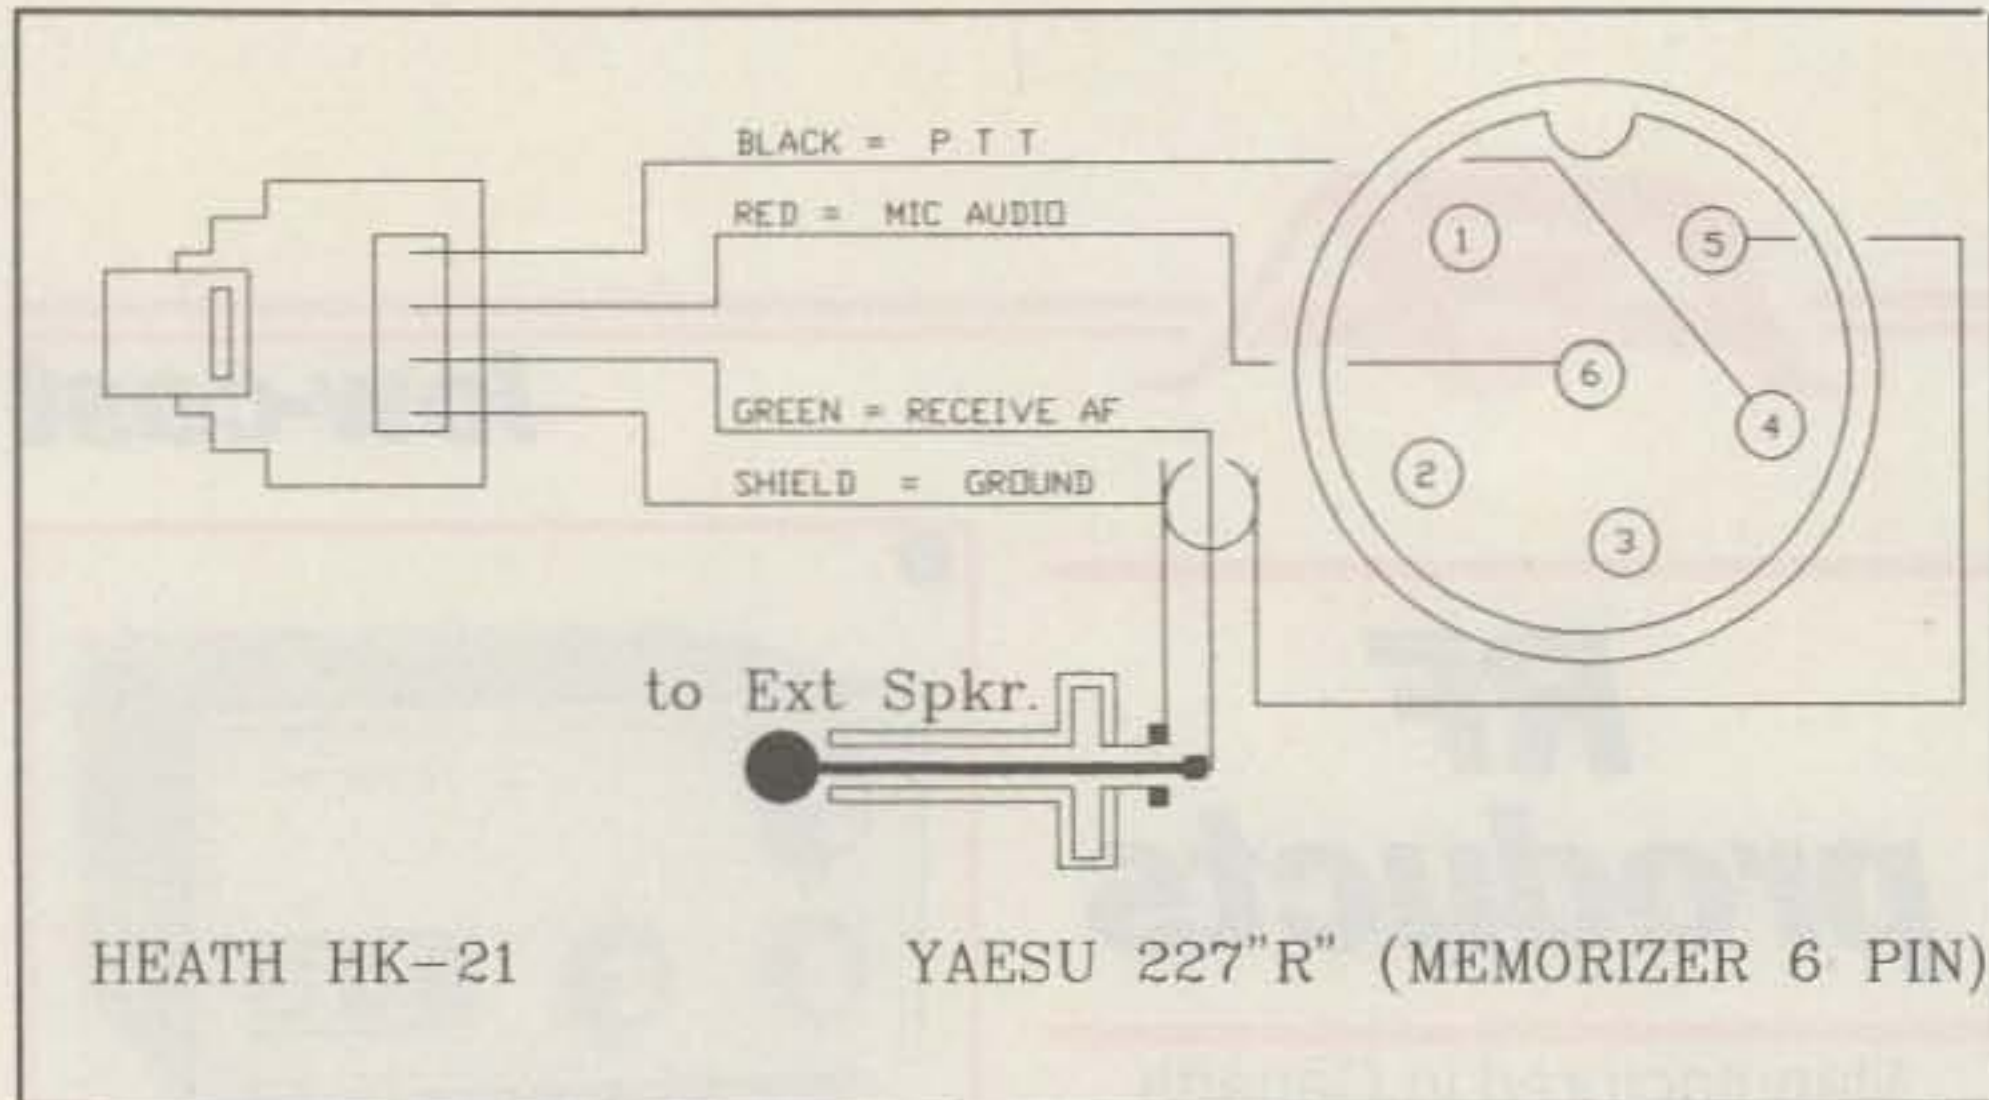 BLACK = P T T
RED = MIC AUDIO
GREEN = RECEIVE AF
SHIELD = GROUND
1
5
6
4
2
3
to Ext Spkr.
HEATH HK-21
YAESU 227"R" (MEMORIZER 6 PIN)